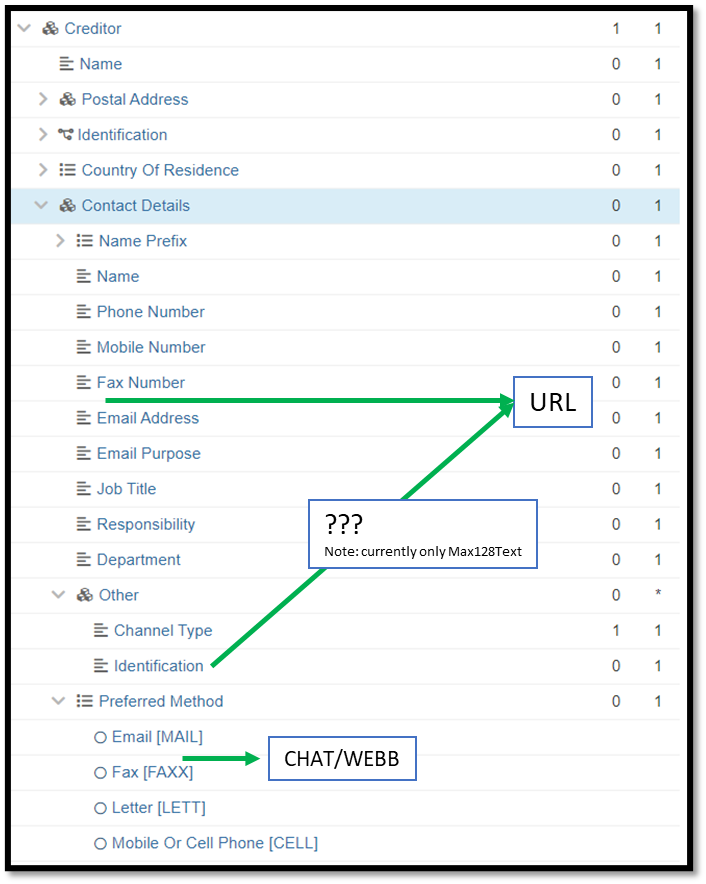 Creditor 1 1
Name 0 1
Postal Address 0 1
Identification 0 1
Country Of Residence 0 1
Contact Details 0 1
Name Prefix 0 1
Name 0 1
Phone Number 0 1
Mobile Number 0 1
Fax Number 0 1
URL
Email Address 0 1
Email Purpose 0 1
Job Title 0 1
???
Note: currently only Max128Text
Responsibility 0 1
Department 0 1
Other 0 *
Channel Type 1 1
Identification 0 1
Preferred Method 0 1
Email [MAIL]
CHAT/WEBB
Fax [FAXX]
Letter [LETT]
Mobile Or Cell Phone [CELL]